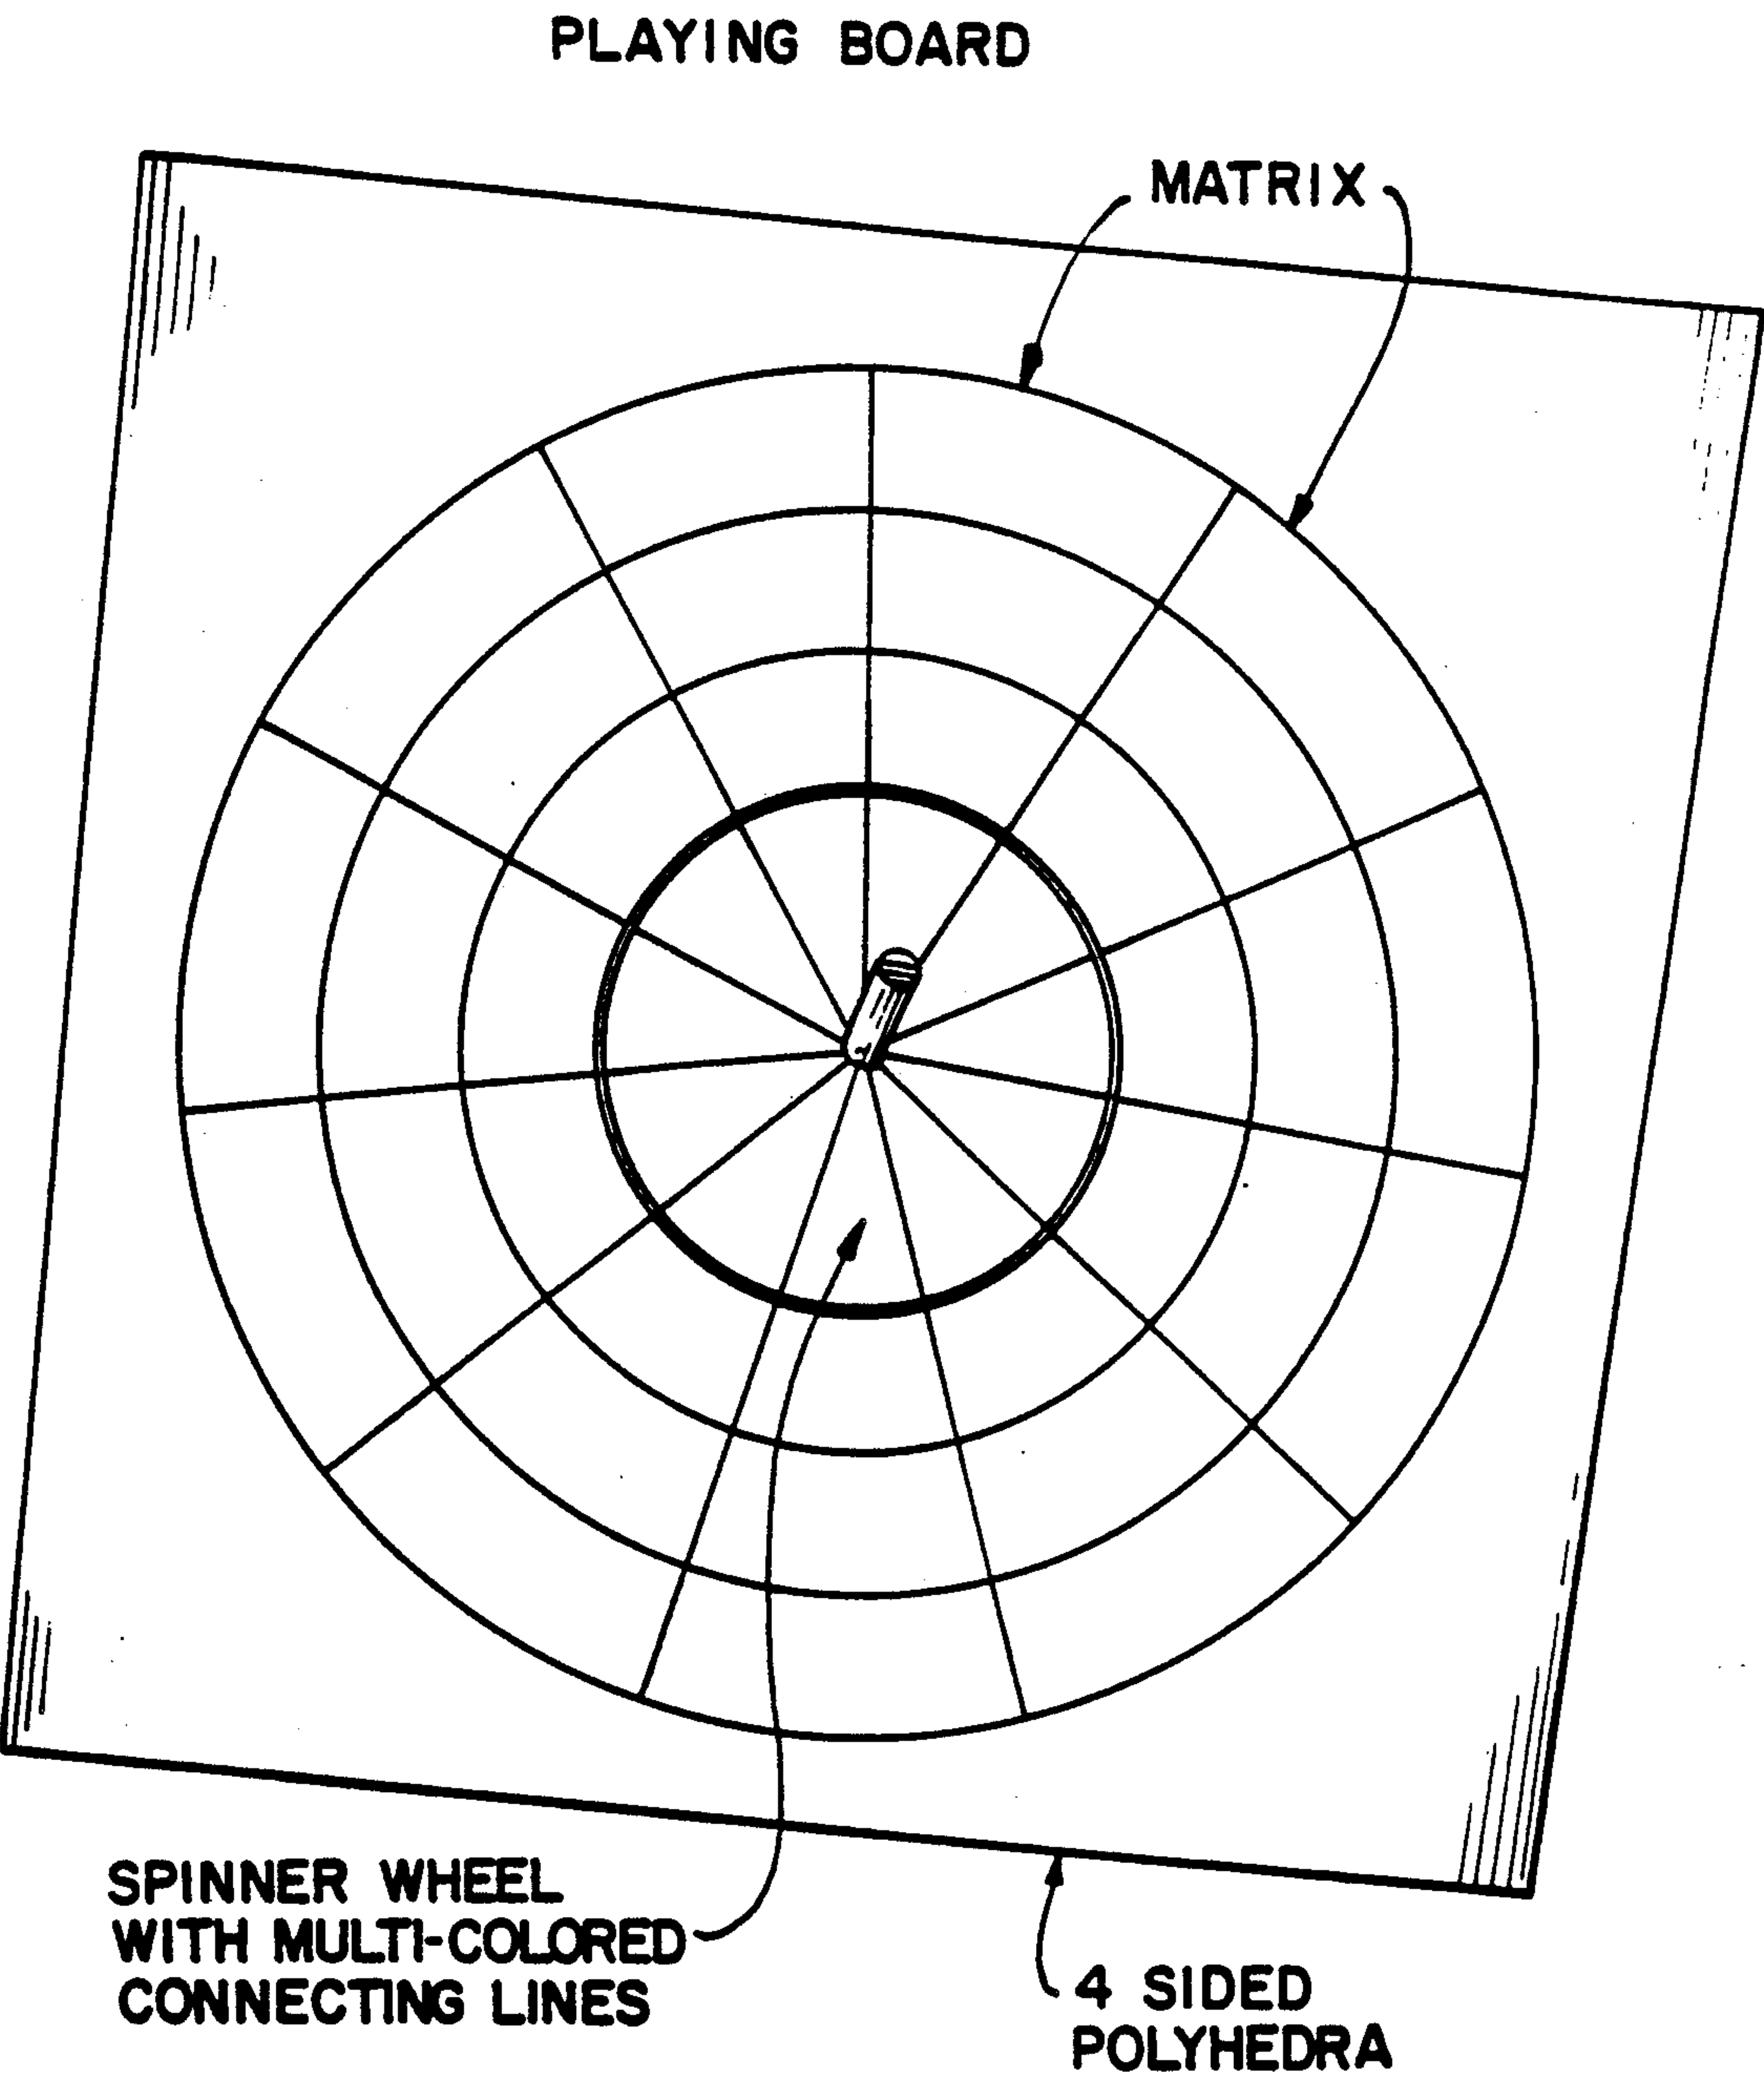 PLAYING BOARD
MATRIX
SPINNER WHEEL
WITH MULTI-COLORED
CONNECTING LINES
4 SIDED
POLYHEDRA